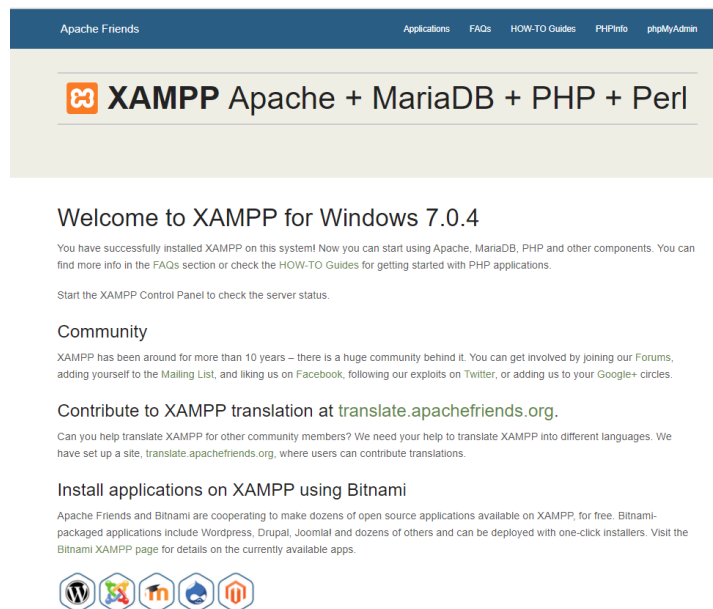 Apache Friends Applications FAQs HOW-TO Guides PHPInfo phpMyAdmin
XAMPP Apache + MariaDB + PHP + Perl
Welcome to XAMPP for Windows 7.0.4
You have successfully installed XAMPP on this system! Now you can start using Apache, MariaDB, PHP and other components. You can
find more info in the FAQs section or check the HOW-TO Guides for getting started with PHP applications.
Start the XAMPP Control Panel to check the server status.
Community
XAMPP has been around for more than 10 years – there is a huge community behind it. You can get involved by joining our Forums,
adding yourself to the Mailing List, and liking us on Facebook, following our exploits on Twitter, or adding us to your Google+ circles.
Contribute to XAMPP translation at translate.apachefriends.org.
Can you help translate XAMPP for other community members? We need your help to translate XAMPP into different languages. We
have set up a site, translate.apachefriends.org, where users can contribute translations.
Install applications on XAMPP using Bitnami
Apache Friends and Bitnami are cooperating to make dozens of open source applications available on XAMPP, for free. Bitnami-
packaged applications include Wordpress, Drupal, Joomla! and dozens of others and can be deployed with one-click installers. Visit the
Bitnami XAMPP page for details on the currently available apps.